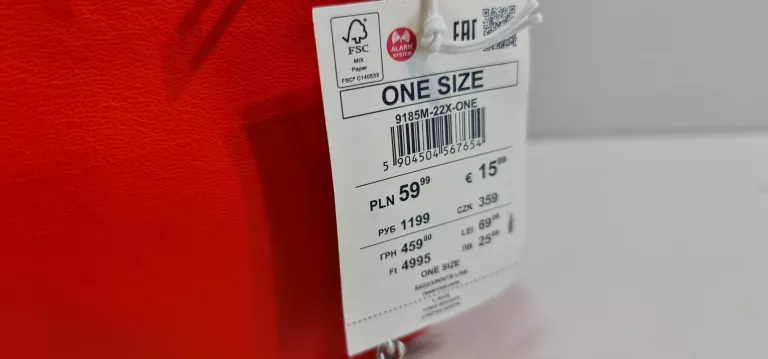 FSC
MIX
Paper
FSC® C140533
ALARM
SYSTEM
EAC
ONE SIZE
9185M-22X-ONE
5 904504 567654
PLN 59⁹⁹
€ 15⁹⁹
РУБ 1199
CZK 359
ГРН 459⁰⁰
LEI 69⁹⁹
Ft 4995
ЛВ 25⁹⁹
ONE SIZE